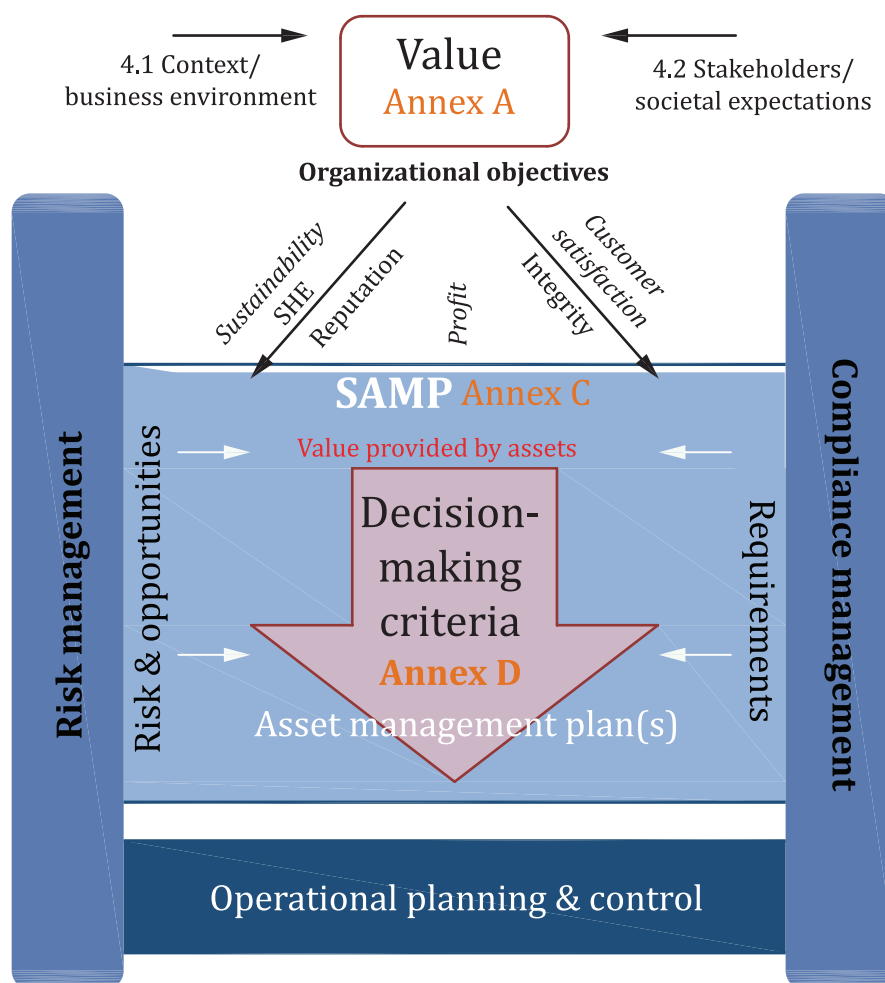 Value
Annex A
4.1 Context/
business environment
4.2 Stakeholders/
societal expectations
Organizational objectives
Sustainability
SHE
Reputation
Profit
Integrity
Customer
satisfaction
Risk management
Risk & opportunities
SAMP Annex C
Value provided by assets
Decision-
making
criteria
Annex D
Asset management plan(s)
Requirements
Compliance management
Operational planning & control